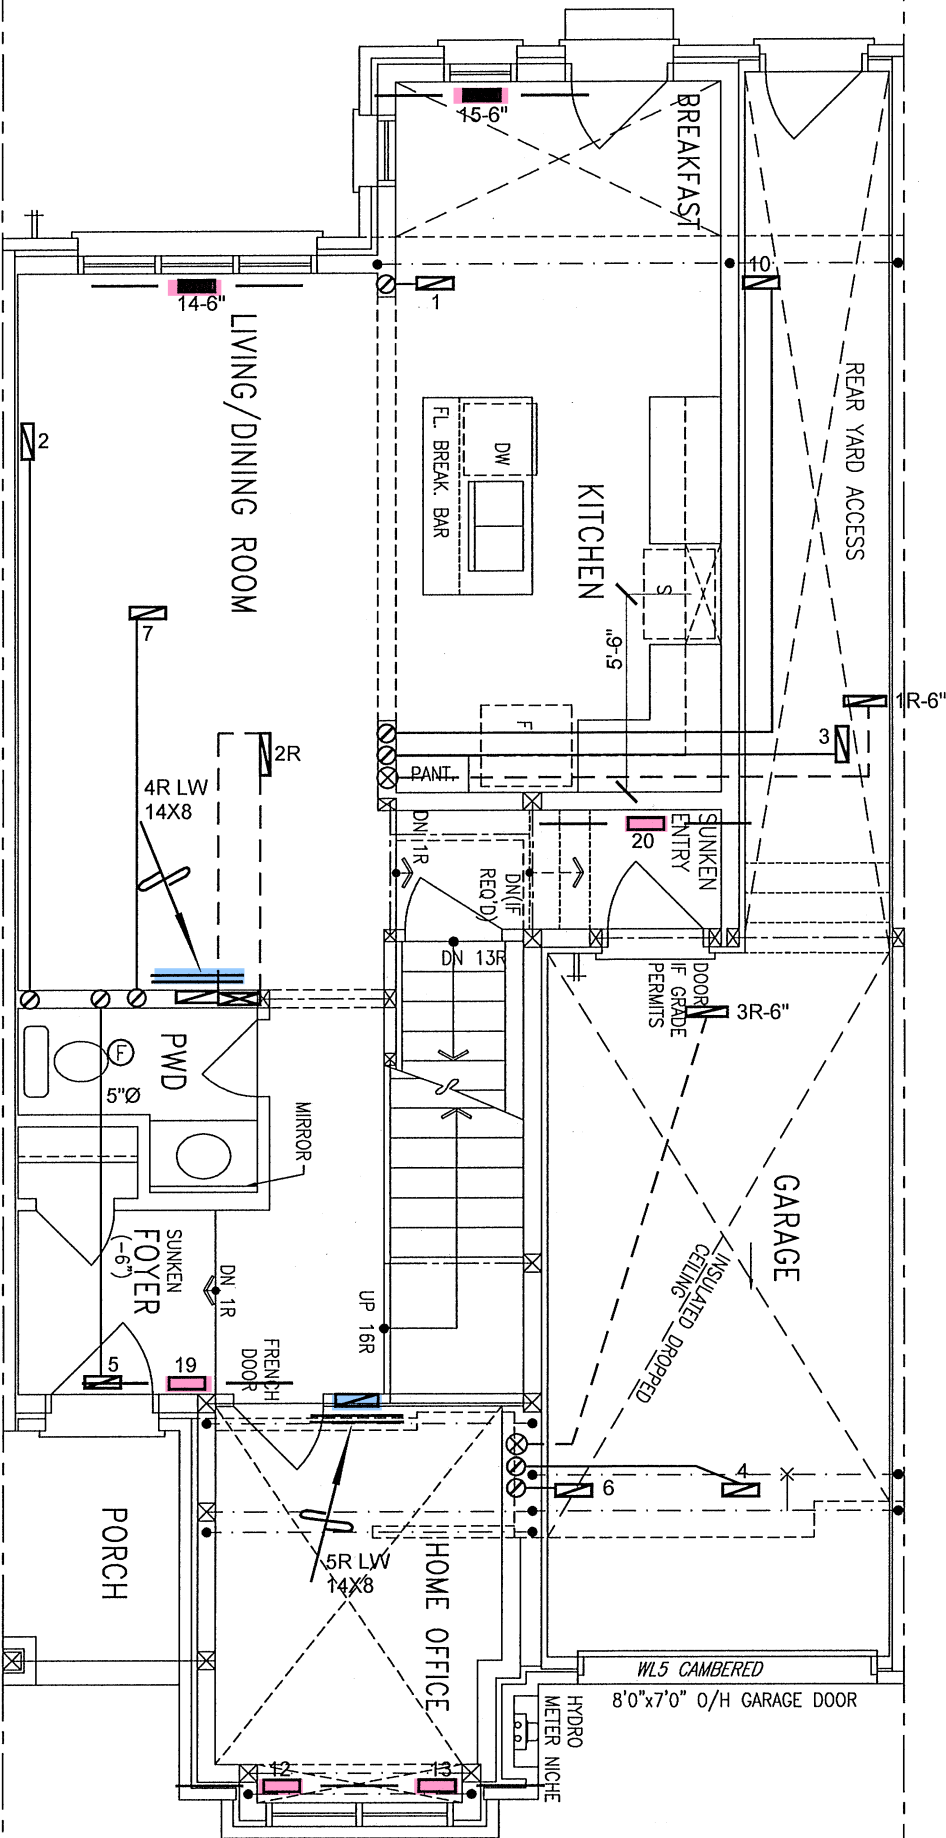 15-6"
BREAKFAST
10
1
14-6"
LIVING/DINING ROOM
REAR YARD ACCESS
2
DW
FL. BREAK. BAR
KITCHEN
S
5'-6"
7
1R-6"
3
F
2R
PANT.
4R LW
14X8
DN 1R
DN(IF
REQ'D)
20
SUNKEN
ENTRY
DN 13R
DOOR
IF GRADE
PERMITS
3R-6"
PWD
F
5"Ø
MIRROR
GARAGE
SUNKEN
FOYER
(-6")
DN 1R
INSULATED DROPPED
CEILING
UP 16R
FRENCH
DOOR
5
19
4
6
PORCH
5R LW
14X8
HOME OFFICE
WL5 CAMBERED
8'0"x7'0" O/H GARAGE DOOR
HYDRO
METER NICHE
12
13